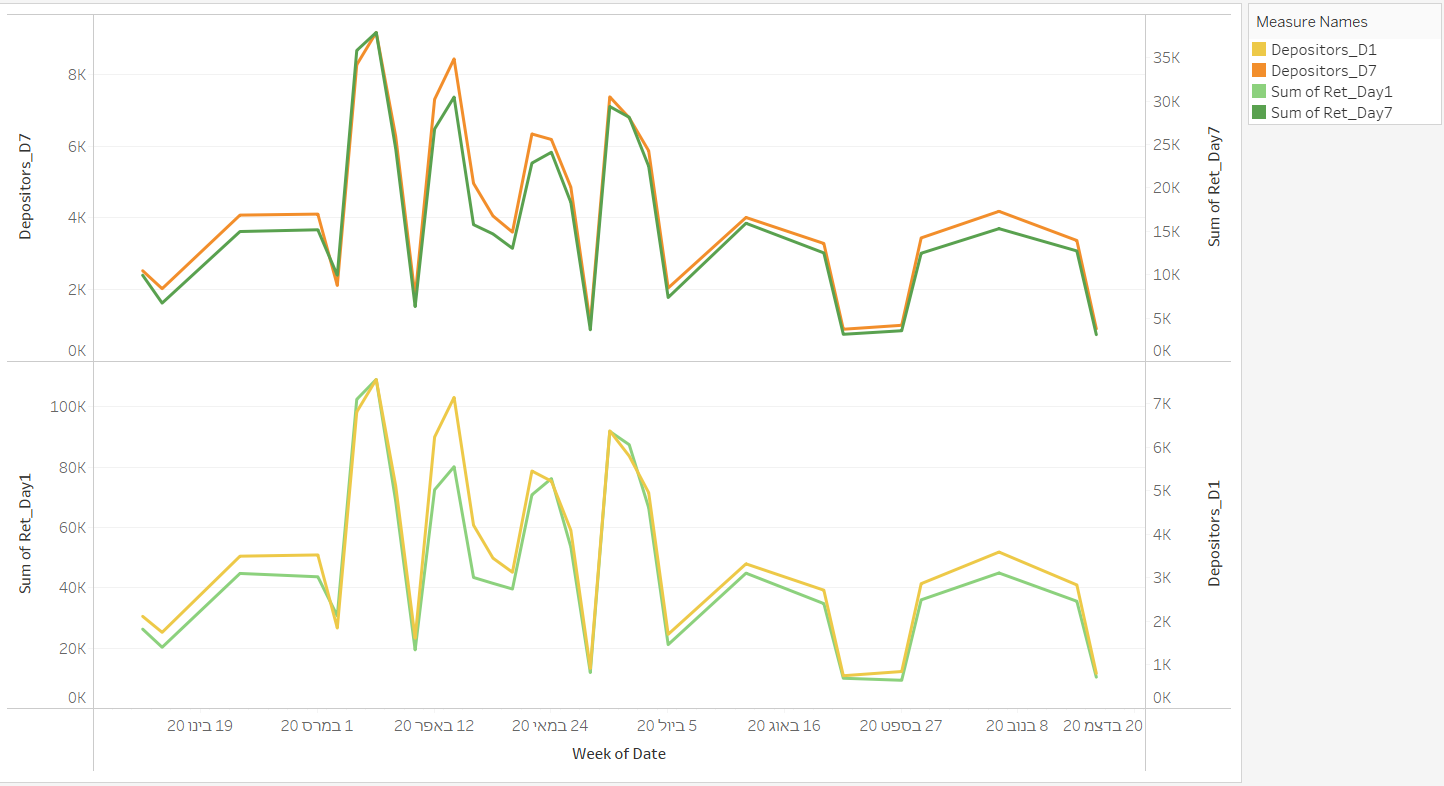 Measure Names
Depositors_D1
Depositors_D7
Sum of Ret_Day1
Sum of Ret_Day7
Depositors_D7
8K
6K
4K
2K
0K
35K
30K
25K
20K
15K
10K
5K
0K
Sum of Ret_Day7
Sum of Ret_Day1
100K
80K
60K
40K
20K
0K
7K
6K
5K
4K
3K
2K
1K
0K
Depositors_D1
19 בינו 20
1 במרס 20
12 באפר 20
24 במאי 20
5 ביול 20
16 באוג 20
27 בספט 20
8 בנוב 20
20 בדצמ 20
Week of Date